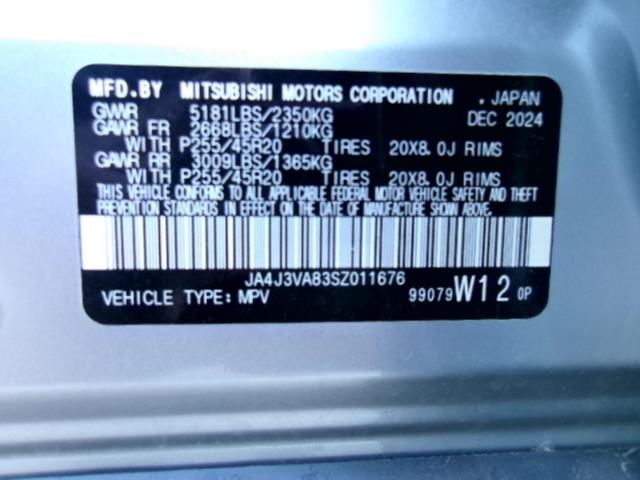 MFD.BY MITSUBISHI MOTORS CORPORATION . JAPAN
GVWR 5181LBS/2350KG DEC 2024
GAWR FR 2668LBS/1210KG
WITH P255/45R20 TIRES 20X8.0J RIMS
GAWR RR 3009LBS/1365KG
WITH P255/45R20 TIRES 20X8.0J RIMS
THIS VEHICLE CONFORMS TO ALL APPLICABLE FEDERAL MOTOR VEHICLE SAFETY AND THEFT
PREVENTION STANDARDS IN EFFECT ON THE DATE OF MANUFACTURE SHOWN ABOVE.
JA4J3VA83SZ011676
VEHICLE TYPE: MPV 99079 W12 0P